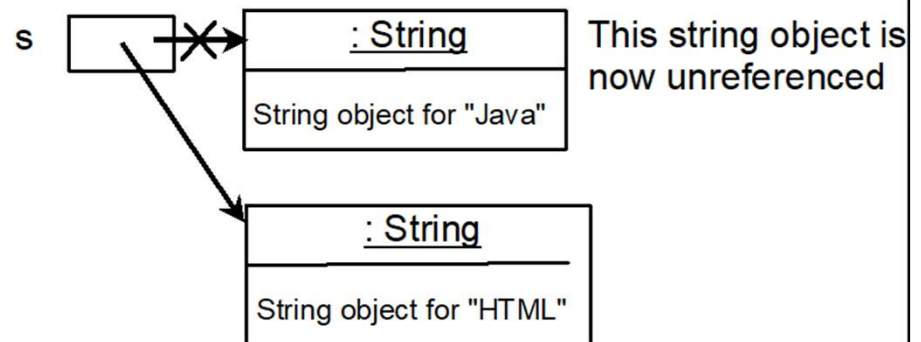 s
: String
This string object is
now unreferenced
String object for "Java"
: String
String object for "HTML"